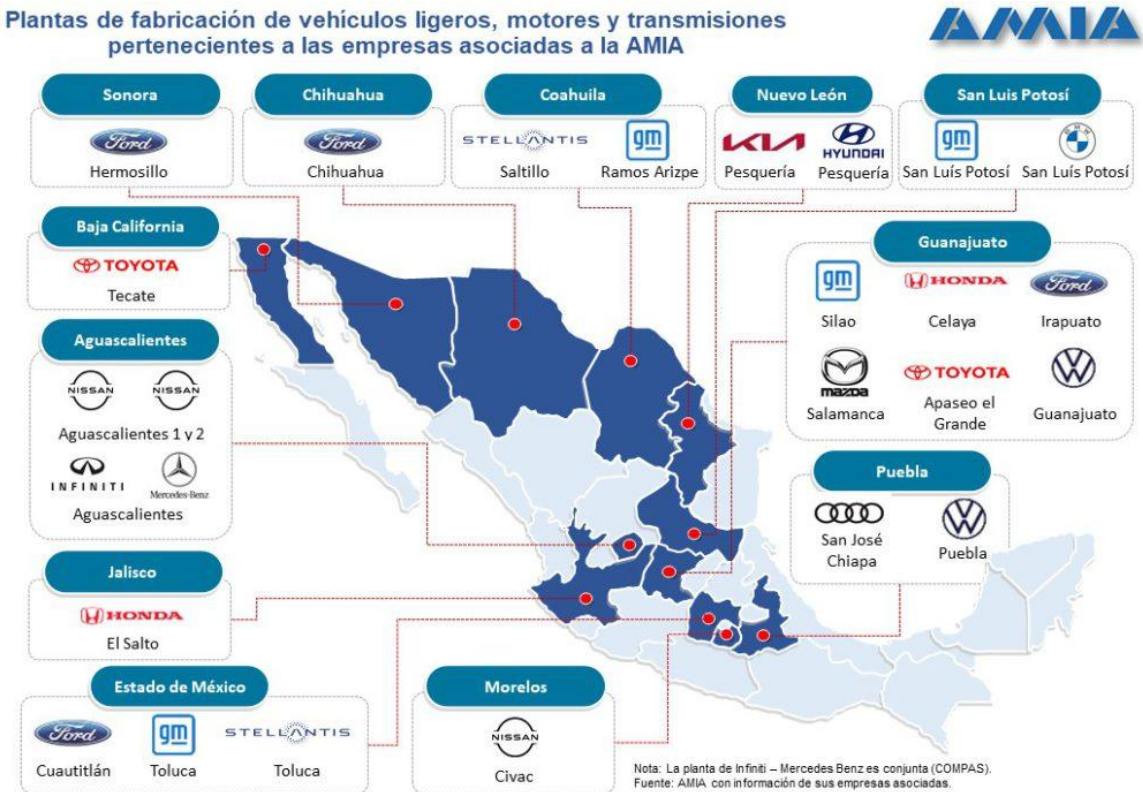 Plantas de fabricación de vehículos ligeros, motores y transmisiones
pertenecientes a las empresas asociadas a la AMIA
AMIA
Sonora
Ford
Hermosillo
Chihuahua
Ford
Chihuahua
Coahuila
STELLANTIS
Saltillo
gm
Ramos Arizpe
Nuevo León
KIA
Pesquería
HYUNDAI
Pesquería
San Luis Potosí
gm
San Luís Potosí
BMW
San Luís Potosí
Baja California
TOYOTA
Tecate
Guanajuato
gm
Silao
HONDA
Celaya
Ford
Irapuato
mazda
Salamanca
TOYOTA
Apaseo el
Grande
Guanajuato
Aguascalientes
NISSAN
NISSAN
Aguascalientes 1 y 2
INFINITI
Mercedes-Benz
Aguascalientes
Puebla
San José
Chiapa
Puebla
Jalisco
HONDA
El Salto
Estado de México
Ford
Cuautitlán
gm
Toluca
STELLANTIS
Toluca
Morelos
NISSAN
Civac
Nota: La planta de Infiniti – Mercedes Benz es conjunta (COMPAS).
Fuente: AMIA con información de sus empresas asociadas.